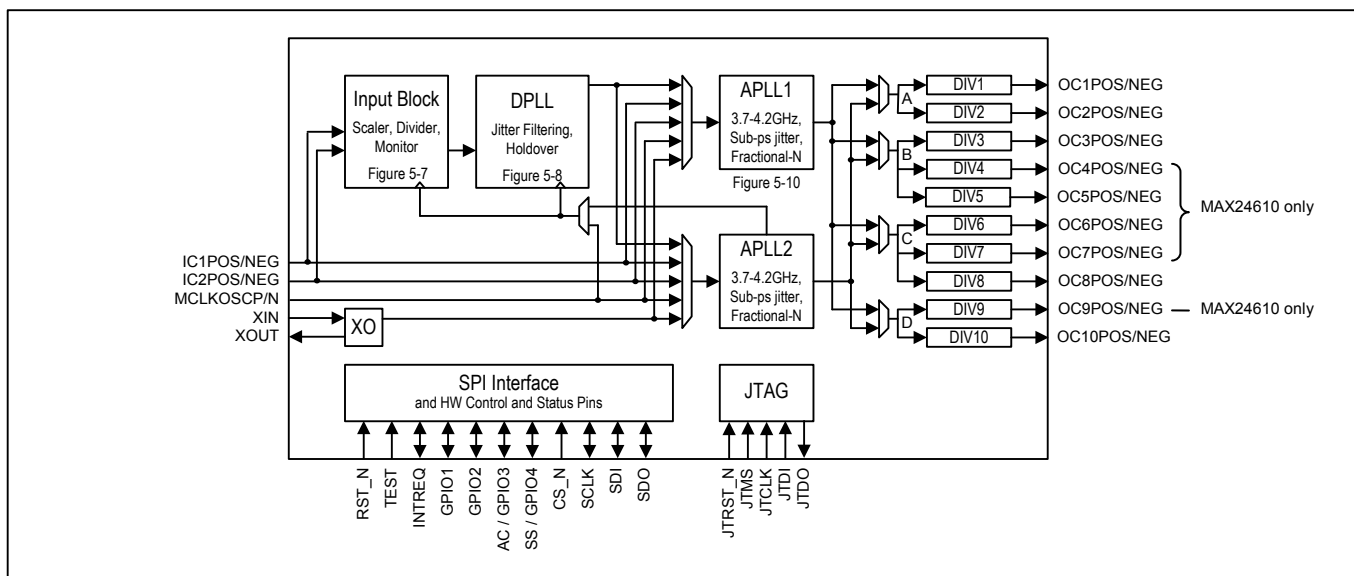 Input Block
Scaler, Divider,
Monitor
Figure 5-7
DPLL
Jitter Filtering,
Holdover
Figure 5-8
APLL1
3.7-4.2GHz,
Sub-ps jitter,
Fractional-N
Figure 5-10
APLL2
3.7-4.2GHz,
Sub-ps jitter,
Fractional-N
A
B
C
D
DIV1
DIV2
DIV3
DIV4
DIV5
DIV6
DIV7
DIV8
DIV9
DIV10
OC1POS/NEG
OC2POS/NEG
OC3POS/NEG
OC4POS/NEG
OC5POS/NEG
OC6POS/NEG
OC7POS/NEG
OC8POS/NEG
OC9POS/NEG
OC10POS/NEG
MAX24610 only
MAX24610 only
IC1POS/NEG
IC2POS/NEG
MCLKOSCP/N
XIN
XOUT
XO
SPI Interface
and HW Control and Status Pins
JTAG
RST_N
TEST
INTREQ
GPIO1
GPIO2
AC / GPIO3
SS / GPIO4
CS_N
SCLK
SDI
SDO
JTRST_N
JTMS
JTCLK
JTDI
JTDO